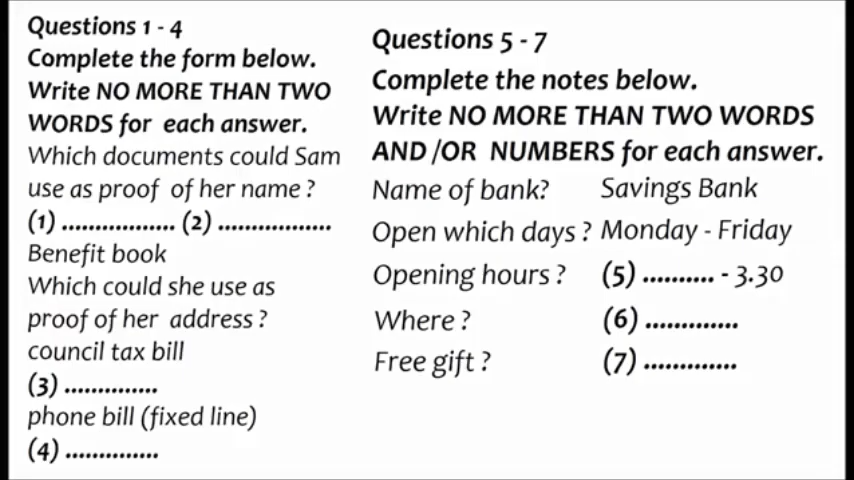 Questions 1 - 4
Complete the form below.
Write NO MORE THAN TWO
WORDS for each answer.
Which documents could Sam
use as proof of her name ?
(1) ................. (2) .................
Benefit book
Which could she use as
proof of her address ?
council tax bill
(3) ..............
phone bill (fixed line)
(4) ..............
Questions 5 - 7
Complete the notes below.
Write NO MORE THAN TWO WORDS
AND /OR NUMBERS for each answer.
Name of bank? Savings Bank
Open which days ? Monday - Friday
Opening hours ? (5) .......... - 3.30
Where ? (6) .............
Free gift ? (7) .............